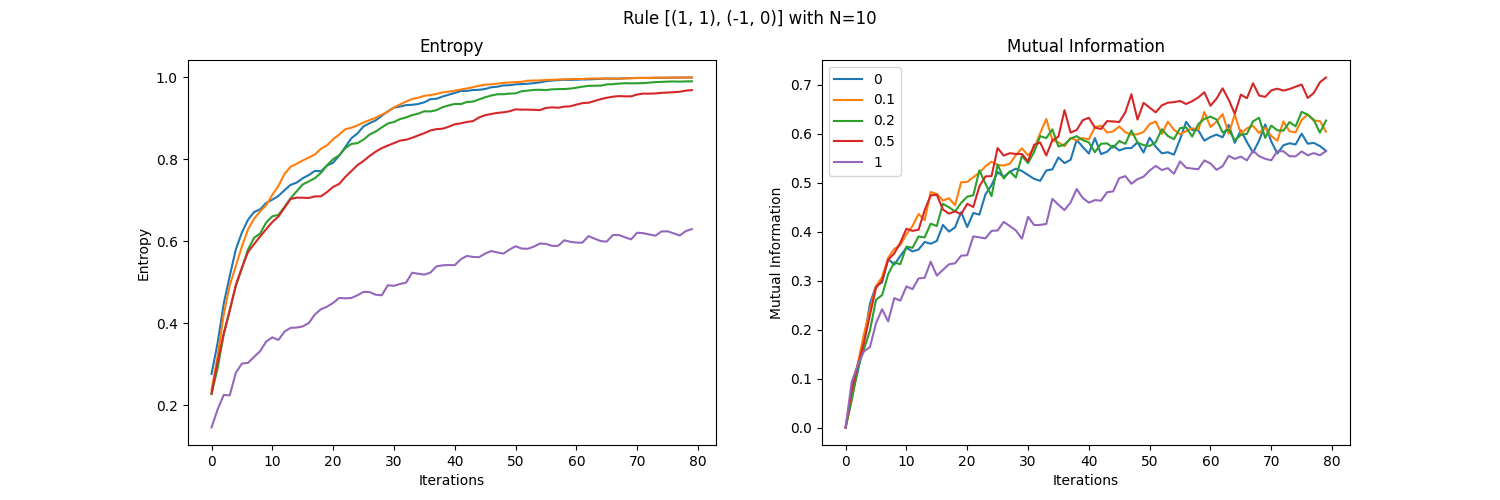 Rule [(1, 1), (-1, 0)] with N=10
Entropy
Entropy
1.0
0.8
0.6
0.4
0.2
0 10 20 30 40 50 60 70 80
Iterations
Mutual Information
Mutual Information
0.7
0.6
0.5
0.4
0.3
0.2
0.1
0.0
0
0.1
0.2
0.5
1
0 10 20 30 40 50 60 70 80
Iterations